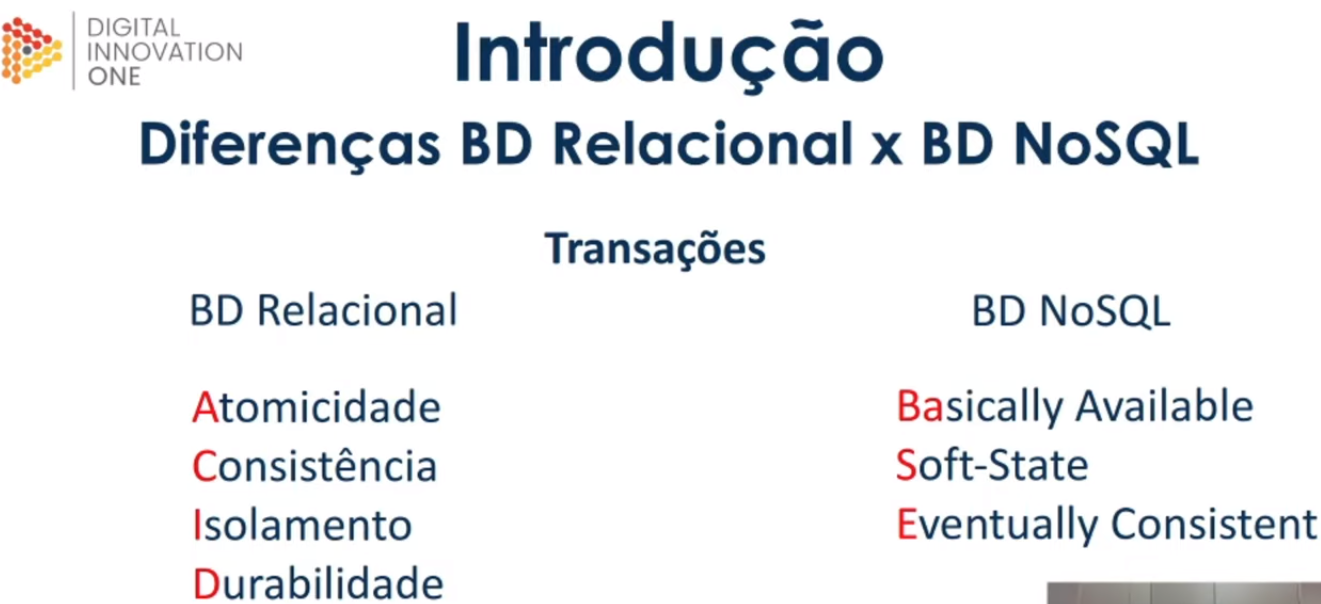 DIGITAL
INNOVATION
ONE
Introdução
Diferenças BD Relacional x BD NoSQL
Transações
BD Relacional
BD NoSQL
Atomicidade
Consistência
Isolamento
Durabilidade
Basically Available
Soft-State
Eventually Consistent